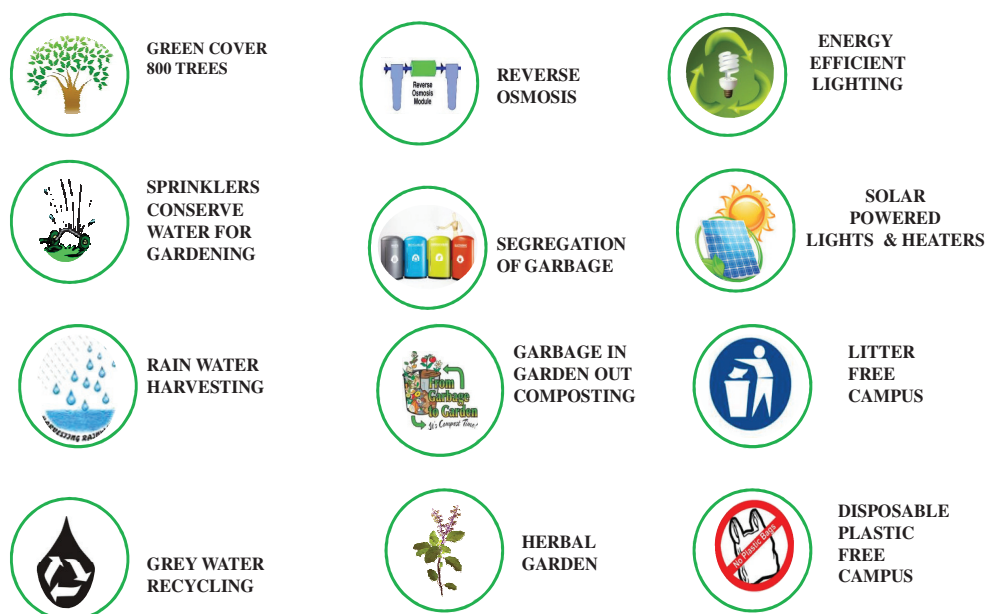 GREEN COVER
800 TREES
Reverse
Osmosis
Module
REVERSE
OSMOSIS
ENERGY
EFFICIENT
LIGHTING
SPRINKLERS
CONSERVE
WATER FOR
GARDENING
SEGREGATION
OF GARBAGE
SOLAR
POWERED
LIGHTS & HEATERS
RAIN WATER
HARVESTING
From
Garbage
to Garden
It's Compost Time!
GARBAGE IN
GARDEN OUT
COMPOSTING
LITTER
FREE
CAMPUS
GREY WATER
RECYCLING
HERBAL
GARDEN
No Plastic Bags
DISPOSABLE
PLASTIC
FREE
CAMPUS